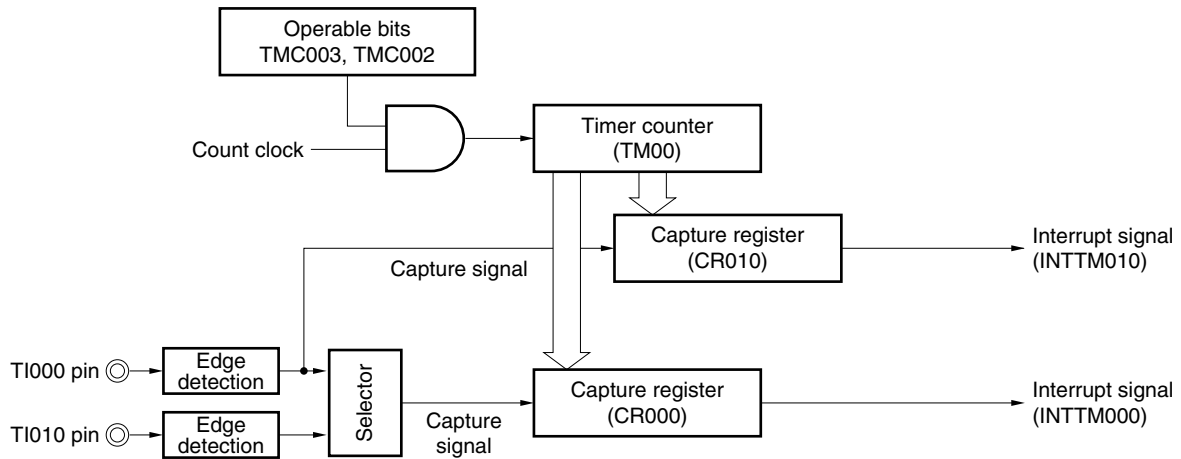 Operable bits
TMC003, TMC002
Count clock
Timer counter
(TM00)
Capture register
(CR010)
Interrupt signal
(INTTM010)
Capture signal
TI000 pin
Edge
detection
Selector
Capture register
(CR000)
Interrupt signal
(INTTM000)
TI010 pin
Edge
detection
Capture
signal